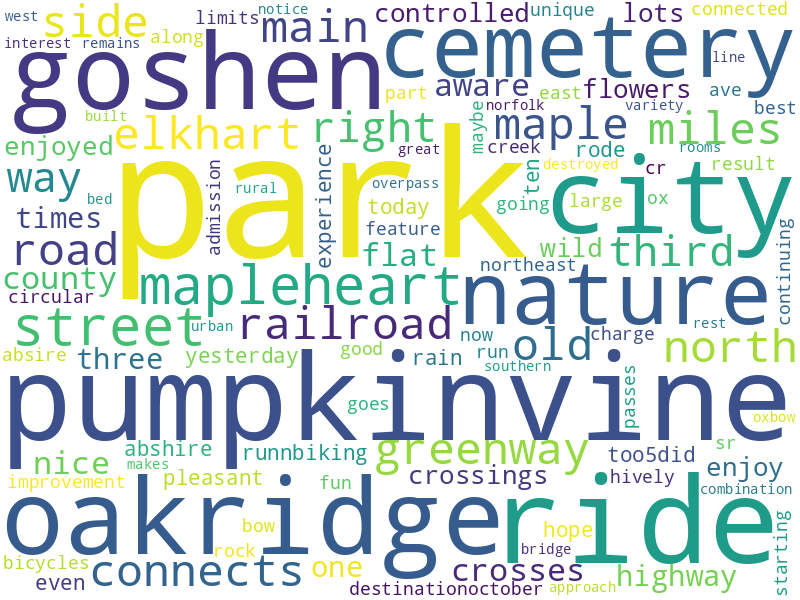 west
notice
side
limits
controlled
unique
lots
connected
interest
remains
along
main
cemetery
line
goshen
part
aware
east
flowers
ave
best
built
norfolk
variety
elkhart
right
maybe
maple
miles
enjoyed
great
creek
rode
rooms
way
admission
rural
experience
park
overpass
ten
destroyed
cr
result
bed
today
going
large
ox
city
times
feature
road
flat
wild
third
county
mapleheart
northeast
nature
continuing
circular
street
urban
railroad
now
old
charge
rest
north
absire
three
yesterday
good
rain
run
southern
passes
pumpkinvine
goes
oxbow
nice
abshire
makes
runnbiking
greenway
too5did
sr
enjoy
improvement
pleasant
fun
crossings
hively
combination
oakridge
ride
bow
hope
starting
bicycles
rock
bridge
even
connects
one
crosses
highway
destinationoctober
approach